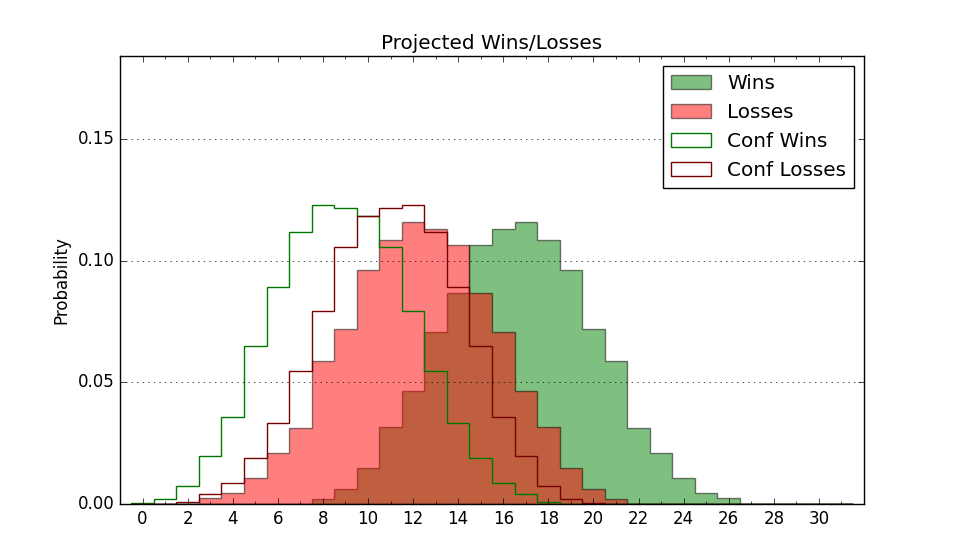 Projected Wins/Losses
Wins
Losses
Conf Wins
Conf Losses
Probability
0.15
0.10
0.05
0.00
0 2 4 6 8 10 12 14 16 18 20 22 24 26 28 30